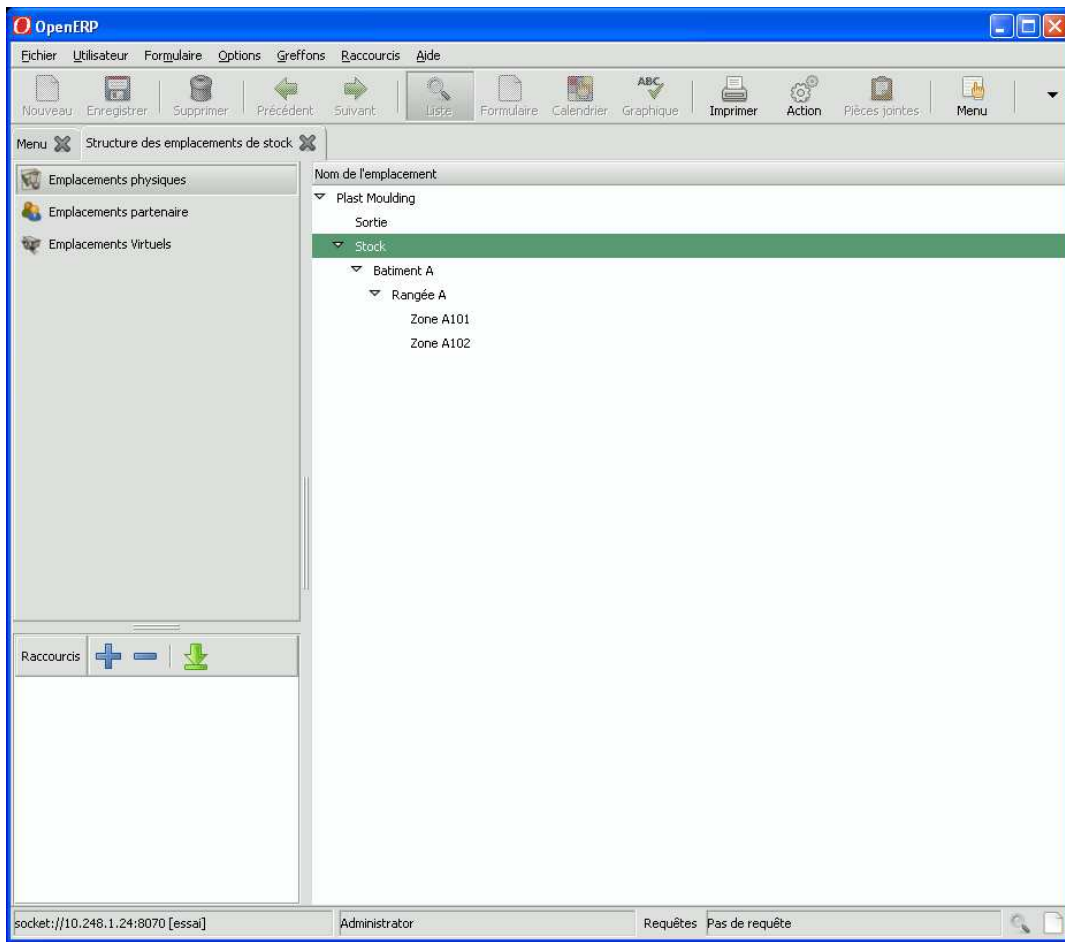 OpenERP
Fichier Utilisateur Formulaire Options Greffons Raccourcis Aide
Nouveau Enregistrer Supprimer Précédent Suivant Liste Formulaire Calendrier Graphique Imprimer Action Pièces jointes Menu
Menu Structure des emplacements de stock
Emplacements physiques
Emplacements partenaire
Emplacements Virtuels
Nom de l'emplacement
Plast Moulding
Sortie
Stock
Batiment A
Rangée A
Zone A101
Zone A102
Raccourcis
socket://10.248.1.24:8070 [essai] Administrator Requêtes Pas de requête